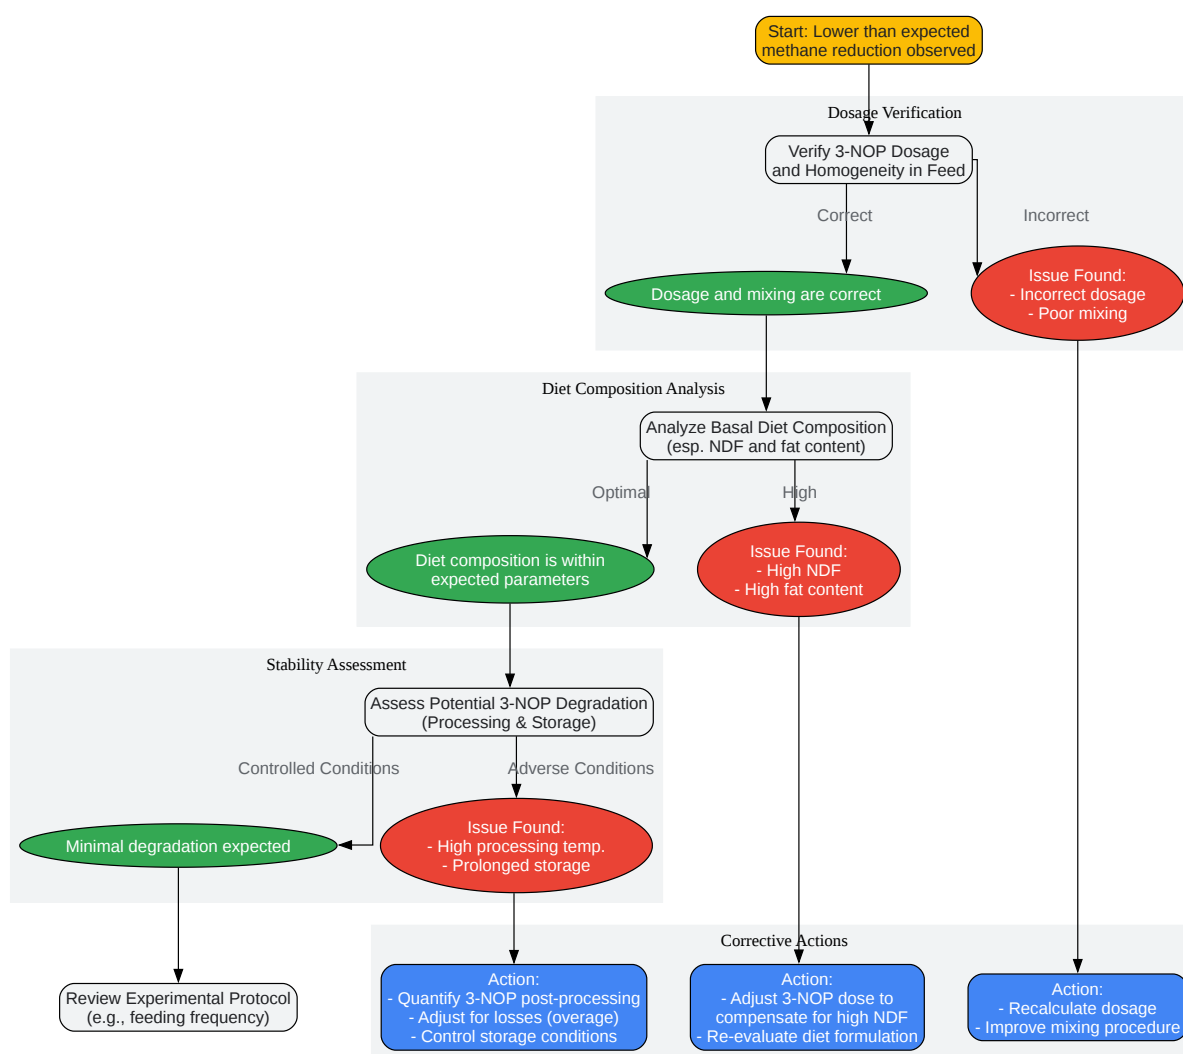 Start: Lower than expected
methane reduction observed
Dosage Verification
Verify 3-NOP Dosage
and Homogeneity in Feed
Correct
Incorrect
Dosage and mixing are correct
Issue Found:
- Incorrect dosage
- Poor mixing
Diet Composition Analysis
Analyze Basal Diet Composition
(esp. NDF and fat content)
Optimal
High
Diet composition is within
expected parameters
Issue Found:
- High NDF
- High fat content
Stability Assessment
Assess Potential 3-NOP Degradation
(Processing & Storage)
Controlled Conditions
Adverse Conditions
Minimal degradation expected
Issue Found:
- High processing temp.
- Prolonged storage
Corrective Actions
Review Experimental Protocol
(e.g., feeding frequency)
Action:
- Quantify 3-NOP post-processing
- Adjust for losses (overage)
- Control storage conditions
Action:
- Adjust 3-NOP dose to
compensate for high NDF
- Re-evaluate diet formulation
Action:
- Recalculate dosage
- Improve mixing procedure